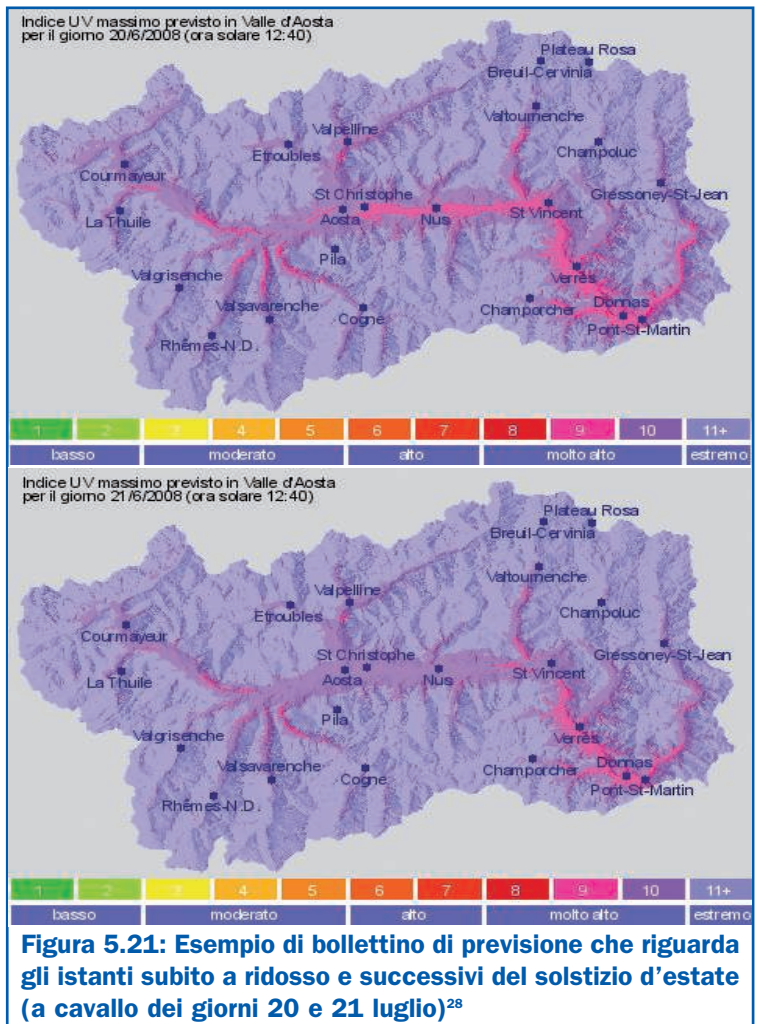 Indice UV massimo previsto in Valle d'Aosta
per il giorno 20/6/2008 (ora solare 12:40)
Plateau Rosa
Breuil-Cervinia
Valtournenche
Valpelline
Etroubles
Champoluc
Courmayeur
Gressoney-St-Jean
St Christophe
La Thuile
Aosta
Nus
St Vincent
Pila
Verrès
Valgrisenche
Valsavarenche
Cogne
Champorcher
Donnas
Pont-St-Martin
Rhêmes-N.D.
1 2 3 4 5 6 7 8 9 10 11+
basso moderato alto molto alto estremo
Indice UV massimo previsto in Valle d'Aosta
per il giorno 21/6/2008 (ora solare 12:40)
Plateau Rosa
Breuil-Cervinia
Valtournenche
Valpelline
Etroubles
Champoluc
Courmayeur
Gressoney-St-Jean
St Christophe
La Thuile
Aosta
Nus
St Vincent
Pila
Verrès
Valgrisenche
Valsavarenche
Cogne
Champorcher
Donnas
Pont-St-Martin
Rhêmes-N.D.
1 2 3 4 5 6 7 8 9 10 11+
basso moderato alto molto alto estremo
Figura 5.21: Esempio di bollettino di previsione che riguarda
gli istanti subito a ridosso e successivi del solstizio d'estate
(a cavallo dei giorni 20 e 21 luglio)²⁸